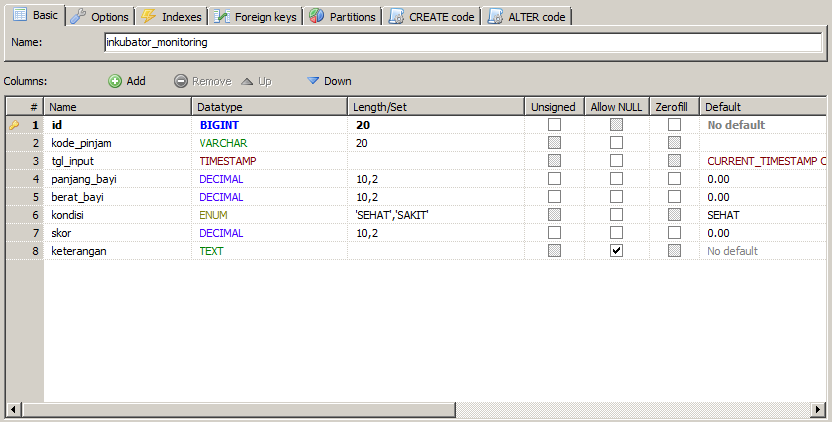 Basic Options Indexes Foreign keys Partitions CREATE code ALTER code
Name: inkubator_monitoring
Columns: Add Remove Up Down
# Name Datatype Length/Set Unsigned Allow NULL Zerofill Default
1 id BIGINT 20 No default
2 kode_pinjam VARCHAR 20
3 tgl_input TIMESTAMP CURRENT_TIMESTAMP C
4 panjang_bayi DECIMAL 10,2 0.00
5 berat_bayi DECIMAL 10,2 0.00
6 kondisi ENUM 'SEHAT','SAKIT' SEHAT
7 skor DECIMAL 10,2 0.00
8 keterangan TEXT No default